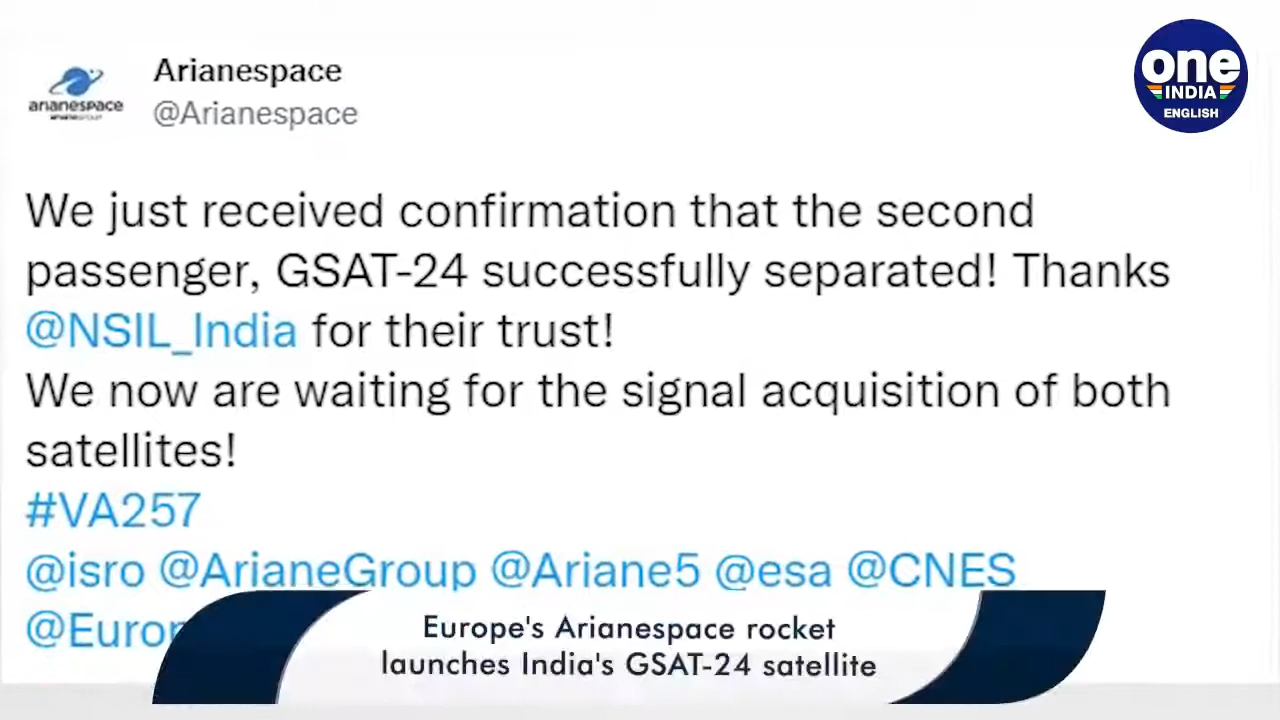 Arianespace
@Arianespace
arianespace
arianegroup
one
INDIA
ENGLISH
We just received confirmation that the second
passenger, GSAT-24 successfully separated! Thanks
@NSIL_India for their trust!
We now are waiting for the signal acquisition of both
satellites!
#VA257
@isro @ArianeGroup @Ariane5 @esa @CNES
Europe's Arianespace rocket
launches India's GSAT-24 satellite